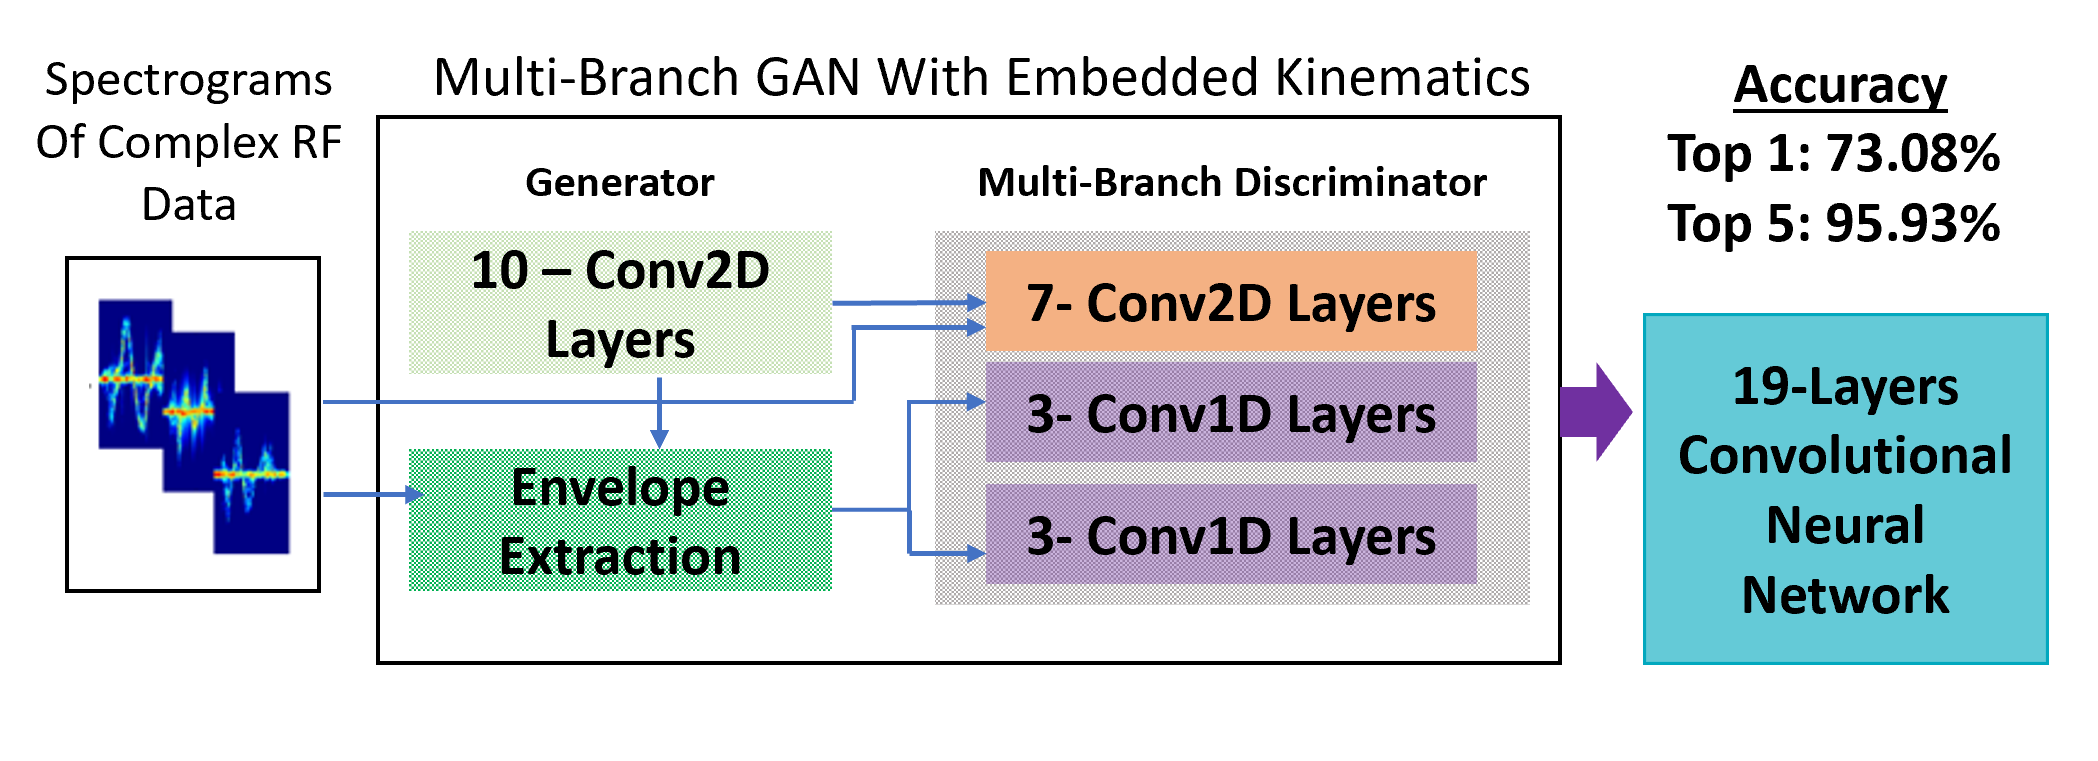 Spectrograms
Of Complex RF
Data
Multi-Branch GAN With Embedded Kinematics
Generator
10 – Conv2D
Layers
Envelope
Extraction
Multi-Branch Discriminator
7- Conv2D Layers
3- Conv1D Layers
3- Conv1D Layers
Accuracy
Top 1: 73.08%
Top 5: 95.93%
19-Layers
Convolutional
Neural
Network